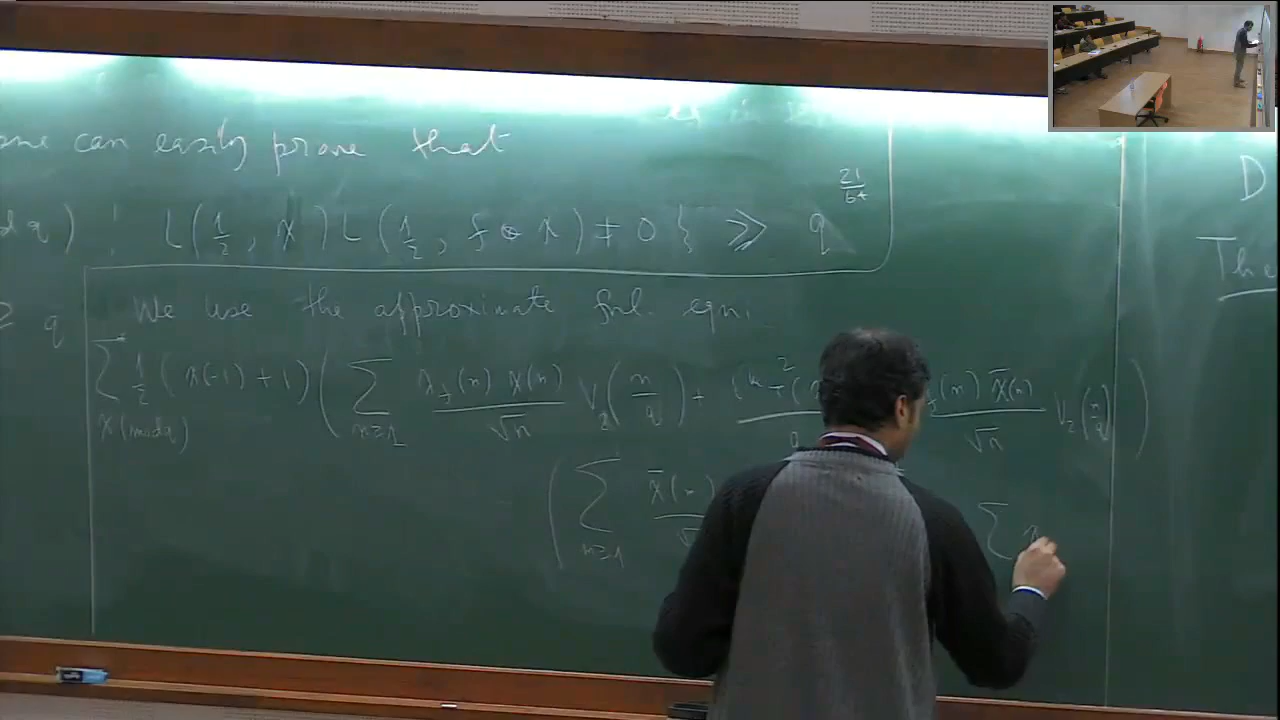 one can easily prove that
d q) : L(1/2, χ) L(1/2, f ⊗ χ) ≠ 0 } ≫ q^{21/64}
We use the approximate fnl. eqn.
≥ q
Σ* χ(mod q) 1/2 (χ(-1)+1) ( Σ n≥1 λ_f(n) χ(n) / √n V_2(n/q) + i^k τ(χ)^2 / q λ_f(n) χ̄(n) / √n V_2(n/q) )
( Σ n≥1 χ̄(n) / √ Σ
D
The